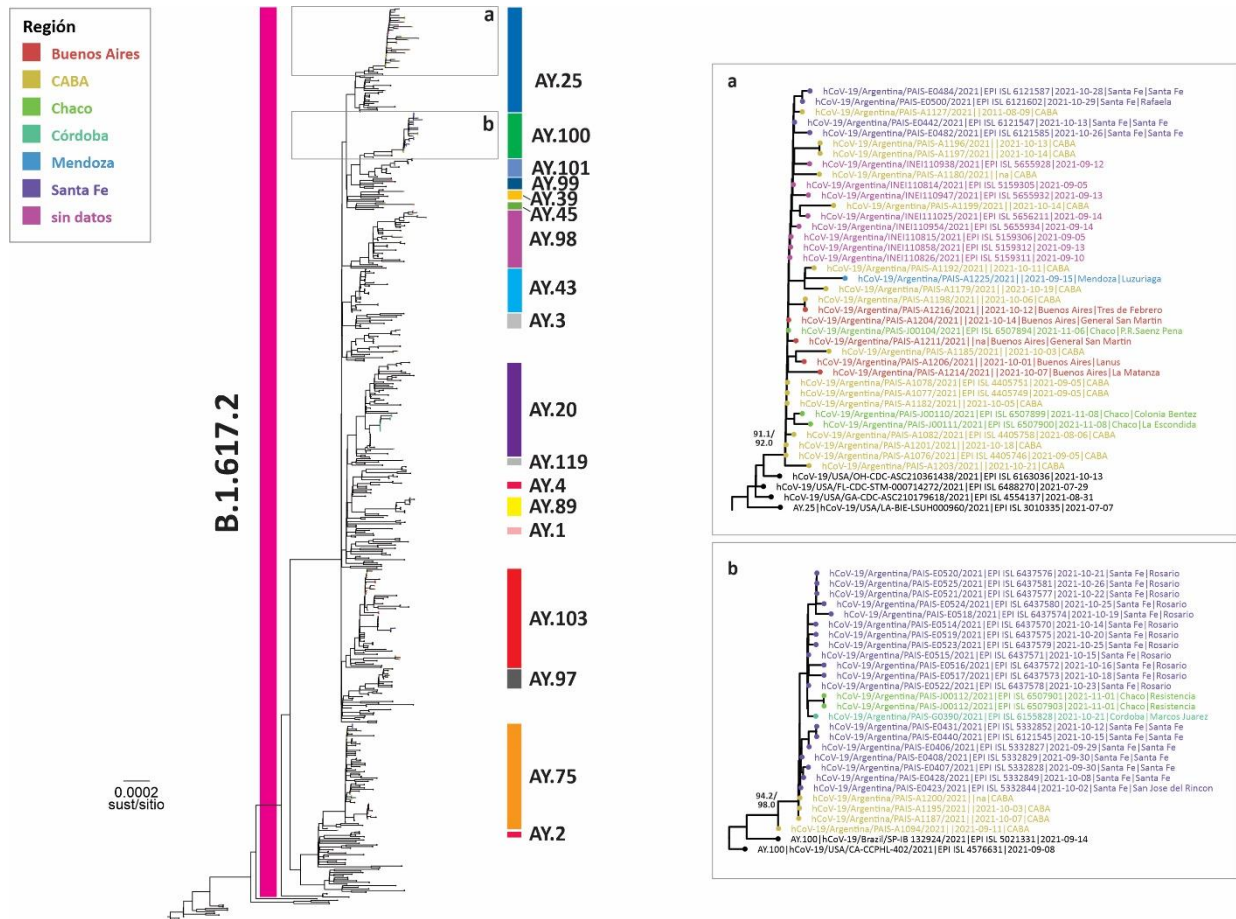 Región
Buenos Aires
CABA
Chaco
Córdoba
Mendoza
Santa Fe
sin datos
B.1.617.2
0.0002
sust/sitio
a
b
AY.25
AY.100
AY.101
AY.99
AY.39
AY.45
AY.98
AY.43
AY.3
AY.20
AY.119
AY.4
AY.89
AY.1
AY.103
AY.97
AY.75
AY.2
a
hCoV-19/Argentina/PAIS-E0484/2021|EPI ISL 6121587|2021-10-28|Santa Fe|Santa Fe
hCoV-19/Argentina/PAIS-E0500/2021|EPI ISL 6121602|2021-10-29|Santa Fe|Rafaela
hCoV-19/Argentina/PAIS-A1127/2021||2011-08-09|CABA
hCoV-19/Argentina/PAIS-E0442/2021|EPI ISL 6121547|2021-10-13|Santa Fe|Santa Fe
hCoV-19/Argentina/PAIS-E0482/2021|EPI ISL 6121585|2021-10-26|Santa Fe|Santa Fe
hCoV-19/Argentina/PAIS-A1196/2021||2021-10-13|CABA
hCoV-19/Argentina/PAIS-A1197/2021||2021-10-14|CABA
hCoV-19/Argentina/INEI110938/2021|EPI ISL 5655928|2021-09-12
hCoV-19/Argentina/PAIS-A1180/2021||na|CABA
hCoV-19/Argentina/INEI110814/2021|EPI ISL 5159305|2021-09-05
hCoV-19/Argentina/INEI110947/2021|EPI ISL 5655932|2021-09-13
hCoV-19/Argentina/PAIS-A1199/2021||2021-10-14|CABA
hCoV-19/Argentina/INEI111025/2021|EPI ISL 5656211|2021-09-14
hCoV-19/Argentina/INEI110954/2021|EPI ISL 5655934|2021-09-14
hCoV-19/Argentina/INEI110815/2021|EPI ISL 5159306|2021-09-05
hCoV-19/Argentina/INEI110858/2021|EPI ISL 5159312|2021-09-13
hCoV-19/Argentina/INEI110826/2021|EPI ISL 5159311|2021-09-10
hCoV-19/Argentina/PAIS-A1192/2021||2021-10-11|CABA
hCoV-19/Argentina/PAIS-A1225/2021||2021-09-15|Mendoza|Luzuriaga
hCoV-19/Argentina/PAIS-A1179/2021||2021-10-19|CABA
hCoV-19/Argentina/PAIS-A1198/2021||2021-10-06|CABA
hCoV-19/Argentina/PAIS-A1216/2021||2021-10-12|Buenos Aires|Tres de Febrero
hCoV-19/Argentina/PAIS-A1204/2021||2021-10-14|Buenos Aires|General San Martin
hCoV-19/Argentina/PAIS-J00104/2021|EPI ISL 6507894|2021-11-06|Chaco|P.R.Saenz Pena
hCoV-19/Argentina/PAIS-A1211/2021||na|Buenos Aires|General San Martin
hCoV-19/Argentina/PAIS-A1185/2021||2021-10-03|CABA
hCoV-19/Argentina/PAIS-A1206/2021||2021-10-01|Buenos Aires|Lanus
hCoV-19/Argentina/PAIS-A1214/2021||2021-10-07|Buenos Aires|La Matanza
hCoV-19/Argentina/PAIS-A1078/2021|EPI ISL 4405751|2021-09-05|CABA
hCoV-19/Argentina/PAIS-A1077/2021|EPI ISL 4405749|2021-09-05|CABA
hCoV-19/Argentina/PAIS-A1182/2021||2021-10-05|CABA
hCoV-19/Argentina/PAIS-J00110/2021|EPI ISL 6507899|2021-11-08|Chaco|Colonia Bentez
hCoV-19/Argentina/PAIS-J00111/2021|EPI ISL 6507900|2021-11-08|Chaco|La Escondida
hCoV-19/Argentina/PAIS-A1082/2021|EPI ISL 4405758|2021-08-06|CABA
91.1/
92.0
hCoV-19/Argentina/PAIS-A1201/2021||2021-10-18|CABA
hCoV-19/Argentina/PAIS-A1076/2021|EPI ISL 4405746|2021-09-05|CABA
hCoV-19/Argentina/PAIS-A1203/2021||2021-10-21|CABA
hCoV-19/USA/OH-CDC-ASC210361438/2021|EPI ISL 6163036|2021-10-13
hCoV-19/USA/FL-CDC-STM-000714272/2021|EPI ISL 6488270|2021-07-29
hCoV-19/USA/GA-CDC-ASC210179618/2021|EPI ISL 4554137|2021-08-31
AY.25|hCoV-19/USA/LA-BIE-LSUH000960/2021|EPI ISL 3010335|2021-07-07
b
hCoV-19/Argentina/PAIS-E0520/2021|EPI ISL 6437576|2021-10-21|Santa Fe|Rosario
hCoV-19/Argentina/PAIS-E0525/2021|EPI ISL 6437581|2021-10-26|Santa Fe|Rosario
hCoV-19/Argentina/PAIS-E0521/2021|EPI ISL 6437577|2021-10-22|Santa Fe|Rosario
hCoV-19/Argentina/PAIS-E0524/2021|EPI ISL 6437580|2021-10-25|Santa Fe|Rosario
hCoV-19/Argentina/PAIS-E0518/2021|EPI ISL 6437574|2021-10-19|Santa Fe|Rosario
hCoV-19/Argentina/PAIS-E0514/2021|EPI ISL 6437570|2021-10-14|Santa Fe|Rosario
hCoV-19/Argentina/PAIS-E0519/2021|EPI ISL 6437575|2021-10-20|Santa Fe|Rosario
hCoV-19/Argentina/PAIS-E0523/2021|EPI ISL 6437579|2021-10-25|Santa Fe|Rosario
hCoV-19/Argentina/PAIS-E0515/2021|EPI ISL 6437571|2021-10-15|Santa Fe|Rosario
hCoV-19/Argentina/PAIS-E0516/2021|EPI ISL 6437572|2021-10-16|Santa Fe|Rosario
hCoV-19/Argentina/PAIS-E0517/2021|EPI ISL 6437573|2021-10-18|Santa Fe|Rosario
hCoV-19/Argentina/PAIS-E0522/2021|EPI ISL 6437578|2021-10-23|Santa Fe|Rosario
hCoV-19/Argentina/PAIS-J00112/2021|EPI ISL 6507901|2021-11-01|Chaco|Resistencia
hCoV-19/Argentina/PAIS-J00112/2021|EPI ISL 6507903|2021-11-01|Chaco|Resistencia
hCoV-19/Argentina/PAIS-G0390/2021|EPI ISL 6155828|2021-10-21|Cordoba|Marcos Juarez
hCoV-19/Argentina/PAIS-E0431/2021|EPI ISL 5332852|2021-10-12|Santa Fe|Santa Fe
hCoV-19/Argentina/PAIS-E0440/2021|EPI ISL 6121545|2021-10-15|Santa Fe|Santa Fe
hCoV-19/Argentina/PAIS-E0406/2021|EPI ISL 5332827|2021-09-29|Santa Fe|Santa Fe
hCoV-19/Argentina/PAIS-E0408/2021|EPI ISL 5332829|2021-09-30|Santa Fe|Santa Fe
hCoV-19/Argentina/PAIS-E0407/2021|EPI ISL 5332828|2021-09-30|Santa Fe|Santa Fe
hCoV-19/Argentina/PAIS-E0428/2021|EPI ISL 5332849|2021-10-08|Santa Fe|Santa Fe
hCoV-19/Argentina/PAIS-E0423/2021|EPI ISL 5332844|2021-10-02|Santa Fe|San Jose del Rincon
94.2/
98.0
hCoV-19/Argentina/PAIS-A1200/2021||na|CABA
hCoV-19/Argentina/PAIS-A1195/2021||2021-10-03|CABA
hCoV-19/Argentina/PAIS-A1187/2021||2021-10-07|CABA
hCoV-19/Argentina/PAIS-A1094/2021||2021-09-11|CABA
AY.100|hCoV-19/Brazil/SP-IB 132924/2021|EPI ISL 5021331|2021-09-14
AY.100|hCoV-19/USA/CA-CCPHL-402/2021|EPI ISL 4576631|2021-09-08